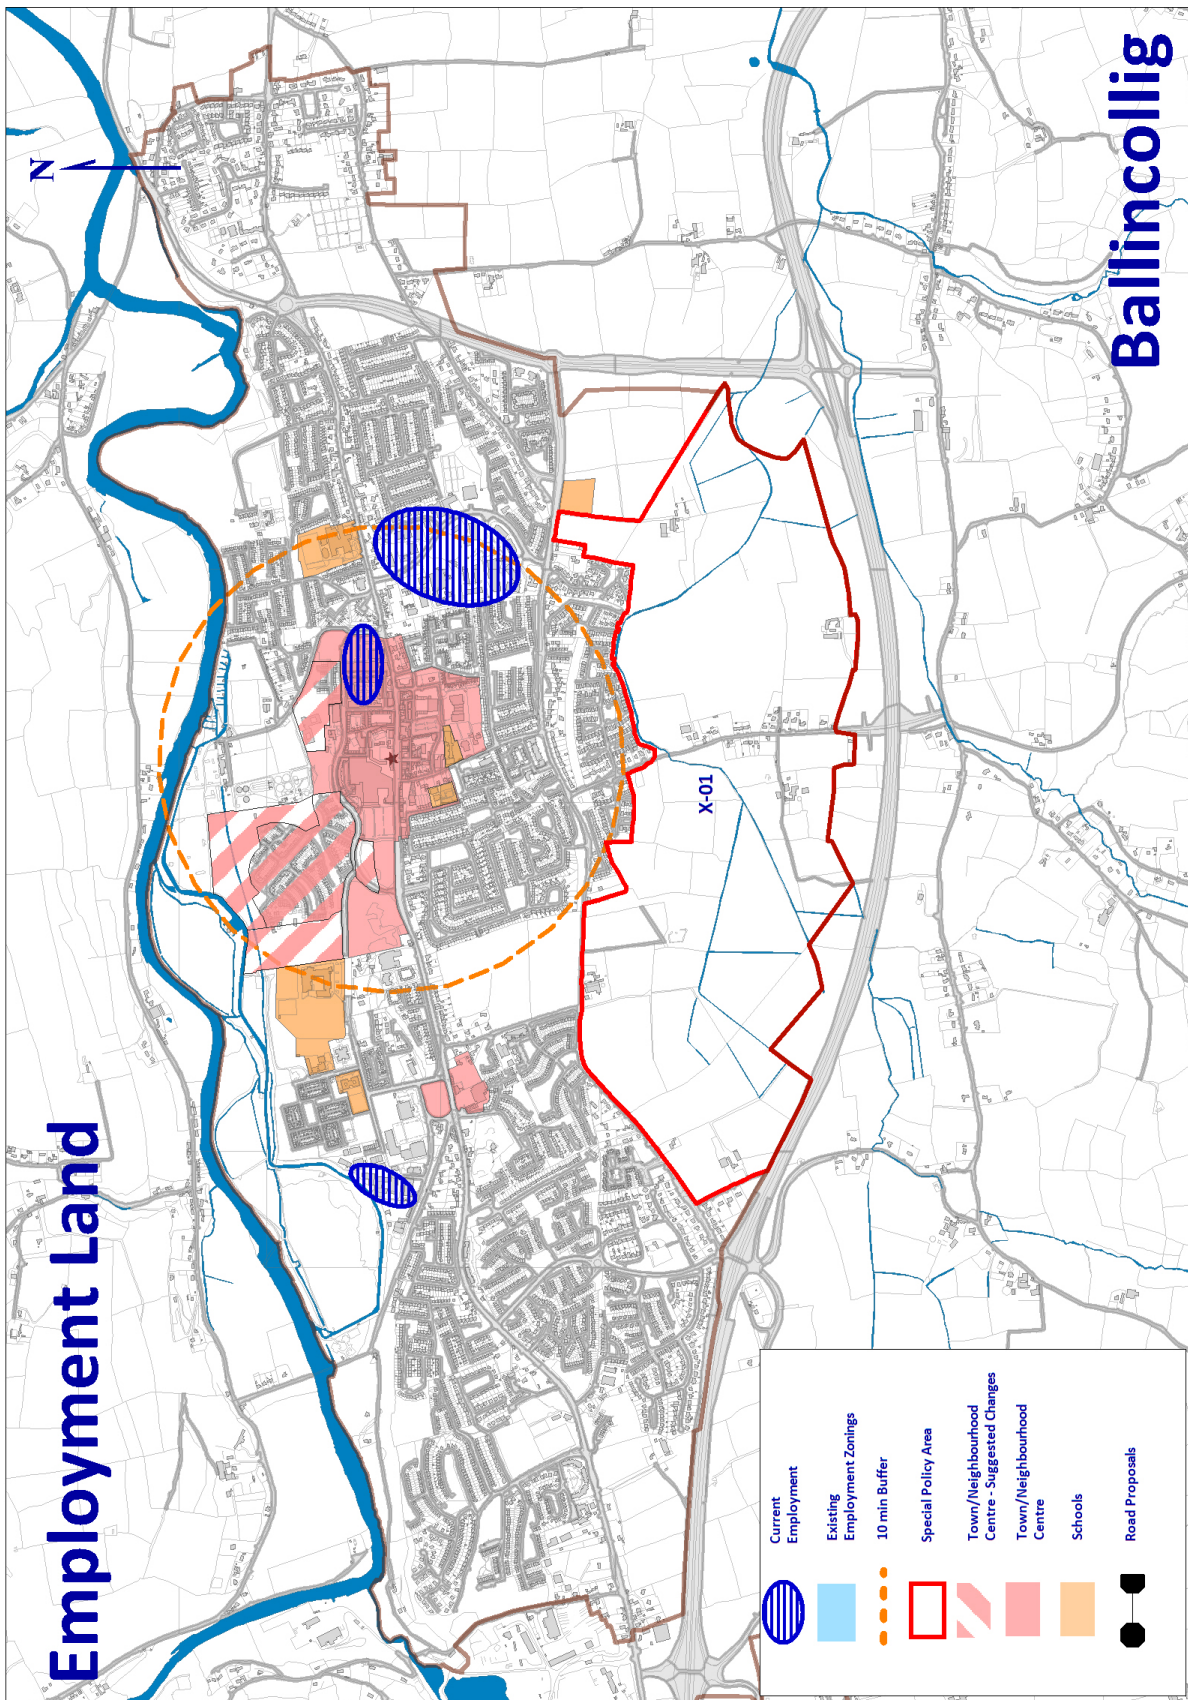 Employment Land
N
X-01
Current
Employment
Existing
Employment Zonings
10 min Buffer
Special Policy Area
Town/Neighbourhood
Centre - Suggested Changes
Town/Neighbourhood
Centre
Schools
Road Proposals
Ballincollig